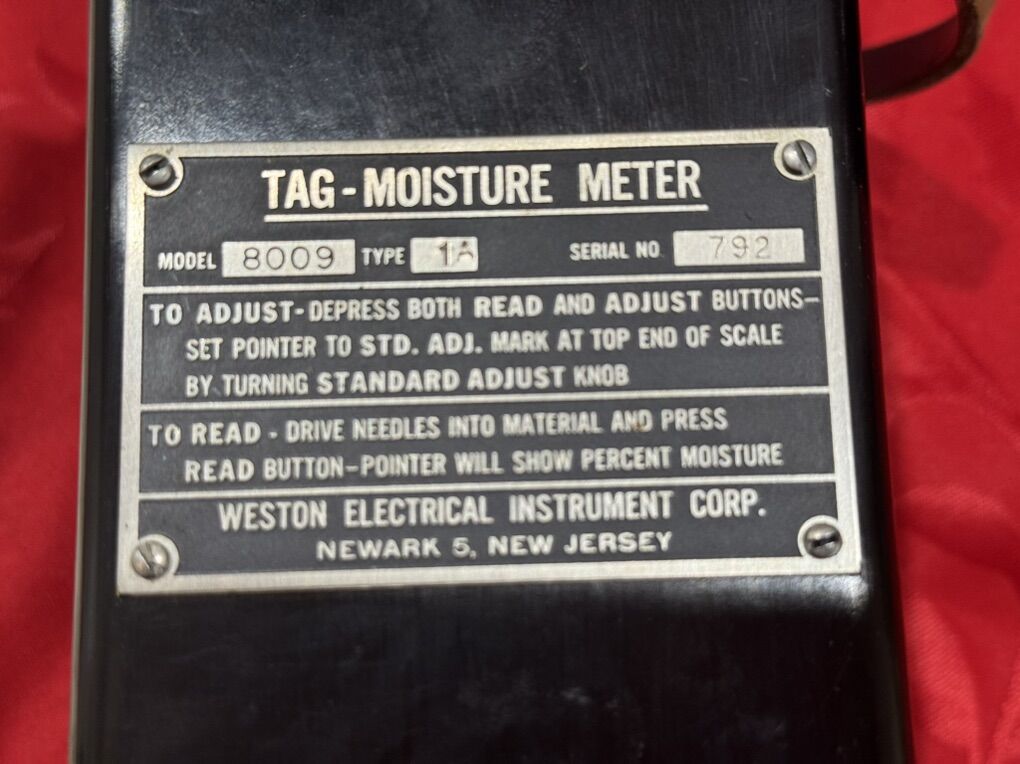 TAG-MOISTURE METER
MODEL 8009 TYPE 1A SERIAL NO 792
TO ADJUST- DEPRESS BOTH READ AND ADJUST BUTTONS-
SET POINTER TO STD. ADJ. MARK AT TOP END OF SCALE
BY TURNING STANDARD ADJUST KNOB
TO READ - DRIVE NEEDLES INTO MATERIAL AND PRESS
READ BUTTON-POINTER WILL SHOW PERCENT MOISTURE
WESTON ELECTRICAL INSTRUMENT CORP.
NEWARK 5, NEW JERSEY